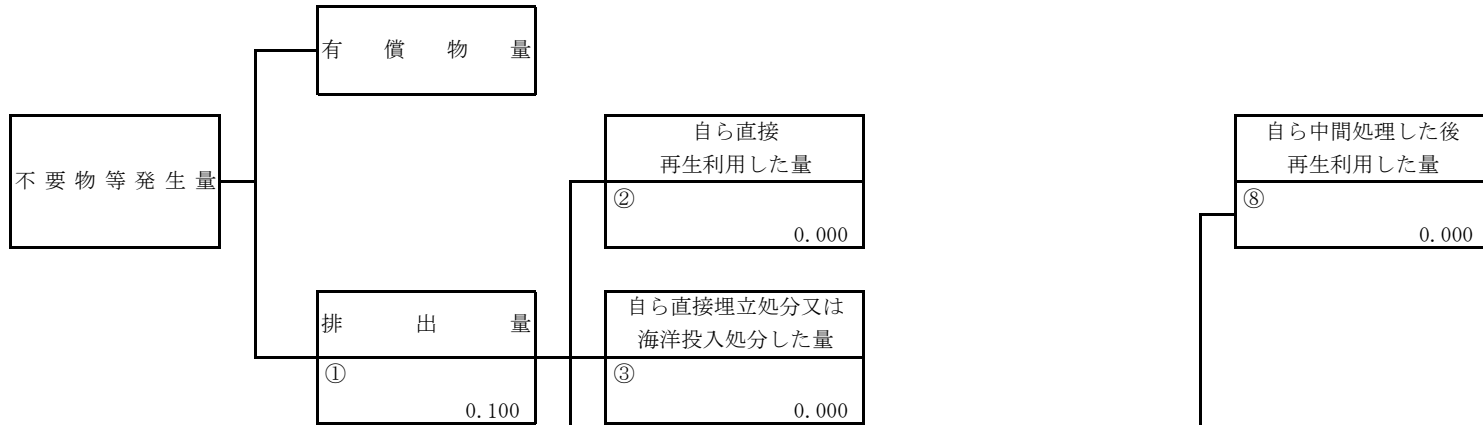 有償物量
不要物等発生量
自ら直接
再生利用した量
②
0.000
自ら中間処理した後
再生利用した量
⑧
0.000
排出量
①
0.100
自ら直接埋立処分又は
海洋投入処分した量
③
0.000